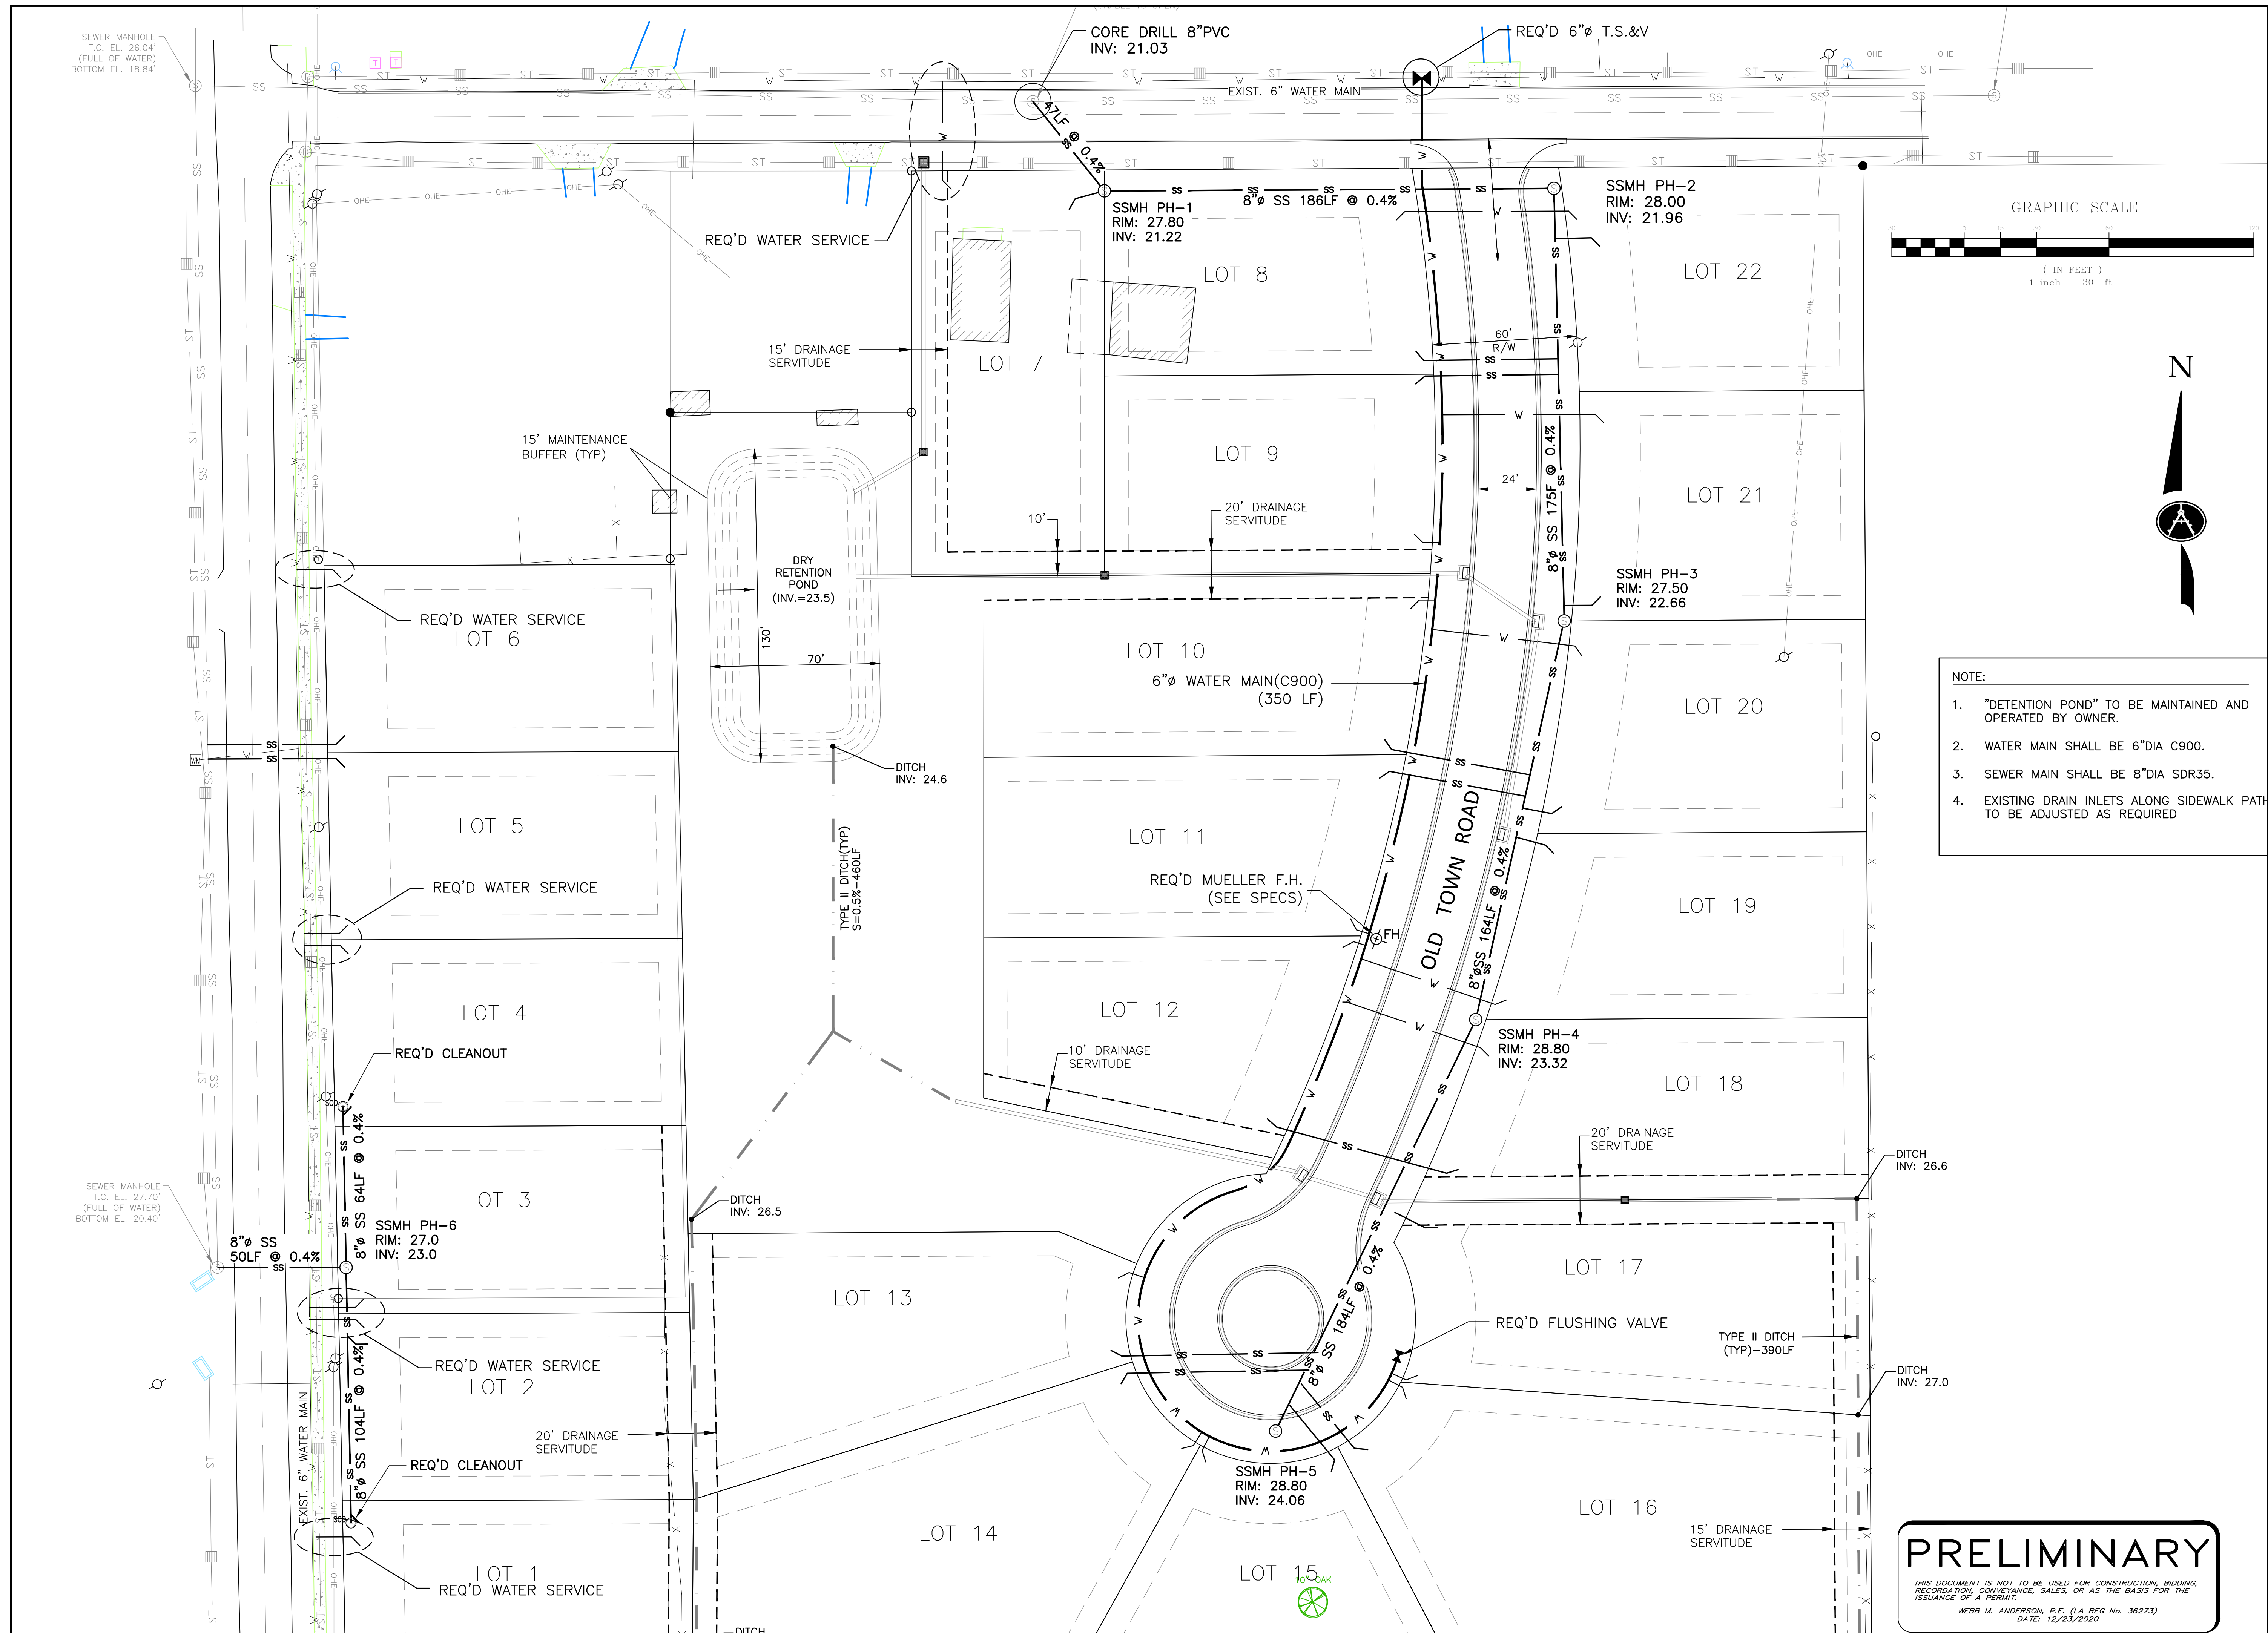 SEWER MANHOLE
T.C. EL. 26.04'
(FULL OF WATER)
BOTTOM EL. 18.84'
CORE DRILL 8"PVC
INV: 21.03
REQ'D 6"ø T.S.&V
EXIST. 6" WATER MAIN
47LF @ 0.4%
8"ø SS 186LF @ 0.4%
SSMH PH-1
RIM: 27.80
INV: 21.22
SSMH PH-2
RIM: 28.00
INV: 21.96
GRAPHIC SCALE
30 0 15 30 60 120
( IN FEET )
1 inch = 30 ft.
N
REQ'D WATER SERVICE
LOT 8
LOT 22
15' DRAINAGE
SERVITUDE
LOT 7
60'
R/W
15' MAINTENANCE
BUFFER (TYP)
LOT 9
24'
8"ø SS 175F @ 0.4%
LOT 21
10'
20' DRAINAGE
SERVITUDE
DRY
RETENTION
POND
(INV.=23.5)
130'
70'
SSMH PH-3
RIM: 27.50
INV: 22.66
REQ'D WATER SERVICE
LOT 6
LOT 10
6"ø WATER MAIN(C900)
(350 LF)
LOT 20
NOTE:
1. "DETENTION POND" TO BE MAINTAINED AND
OPERATED BY OWNER.
2. WATER MAIN SHALL BE 6"DIA C900.
3. SEWER MAIN SHALL BE 8"DIA SDR35.
4. EXISTING DRAIN INLETS ALONG SIDEWALK PATH
TO BE ADJUSTED AS REQUIRED
WM
DITCH
INV: 24.6
LOT 5
TYPE II DITCH(TYP)
S=0.5%-460LF
LOT 11
OLD TOWN ROAD
REQ'D WATER SERVICE
REQ'D MUELLER F.H.
(SEE SPECS)
FH
8"øSS 164LF @ 0.4%
LOT 19
LOT 4
LOT 12
REQ'D CLEANOUT
10' DRAINAGE
SERVITUDE
SSMH PH-4
RIM: 28.80
INV: 23.32
LOT 18
SCO
8"ø SS 64LF @ 0.4%
20' DRAINAGE
SERVITUDE
DITCH
INV: 26.6
SEWER MANHOLE
T.C. EL. 27.70'
(FULL OF WATER)
BOTTOM EL. 20.40'
LOT 3
DITCH
INV: 26.5
8"ø SS
50LF @ 0.4%
SSMH PH-6
RIM: 27.0
INV: 23.0
LOT 13
8"ø SS 184LF @ 0.4%
LOT 17
REQ'D FLUSHING VALVE
TYPE II DITCH
(TYP)-390LF
REQ'D WATER SERVICE
LOT 2
DITCH
INV: 27.0
EXIST. 6" WATER MAIN
8"ø SS 104LF @ 0.4%
20' DRAINAGE
SERVITUDE
REQ'D CLEANOUT
SCO
SSMH PH-5
RIM: 28.80
INV: 24.06
LOT 14
LOT 16
15' DRAINAGE
SERVITUDE
LOT 1
REQ'D WATER SERVICE
LOT 15
10" OAK
DITCH
PRELIMINARY
THIS DOCUMENT IS NOT TO BE USED FOR CONSTRUCTION, BIDDING,
RECORDATION, CONVEYANCE, SALES, OR AS THE BASIS FOR THE
ISSUANCE OF A PERMIT.
WEBB M. ANDERSON, P.E. (LA REG No. 36273)
DATE: 12/23/2020